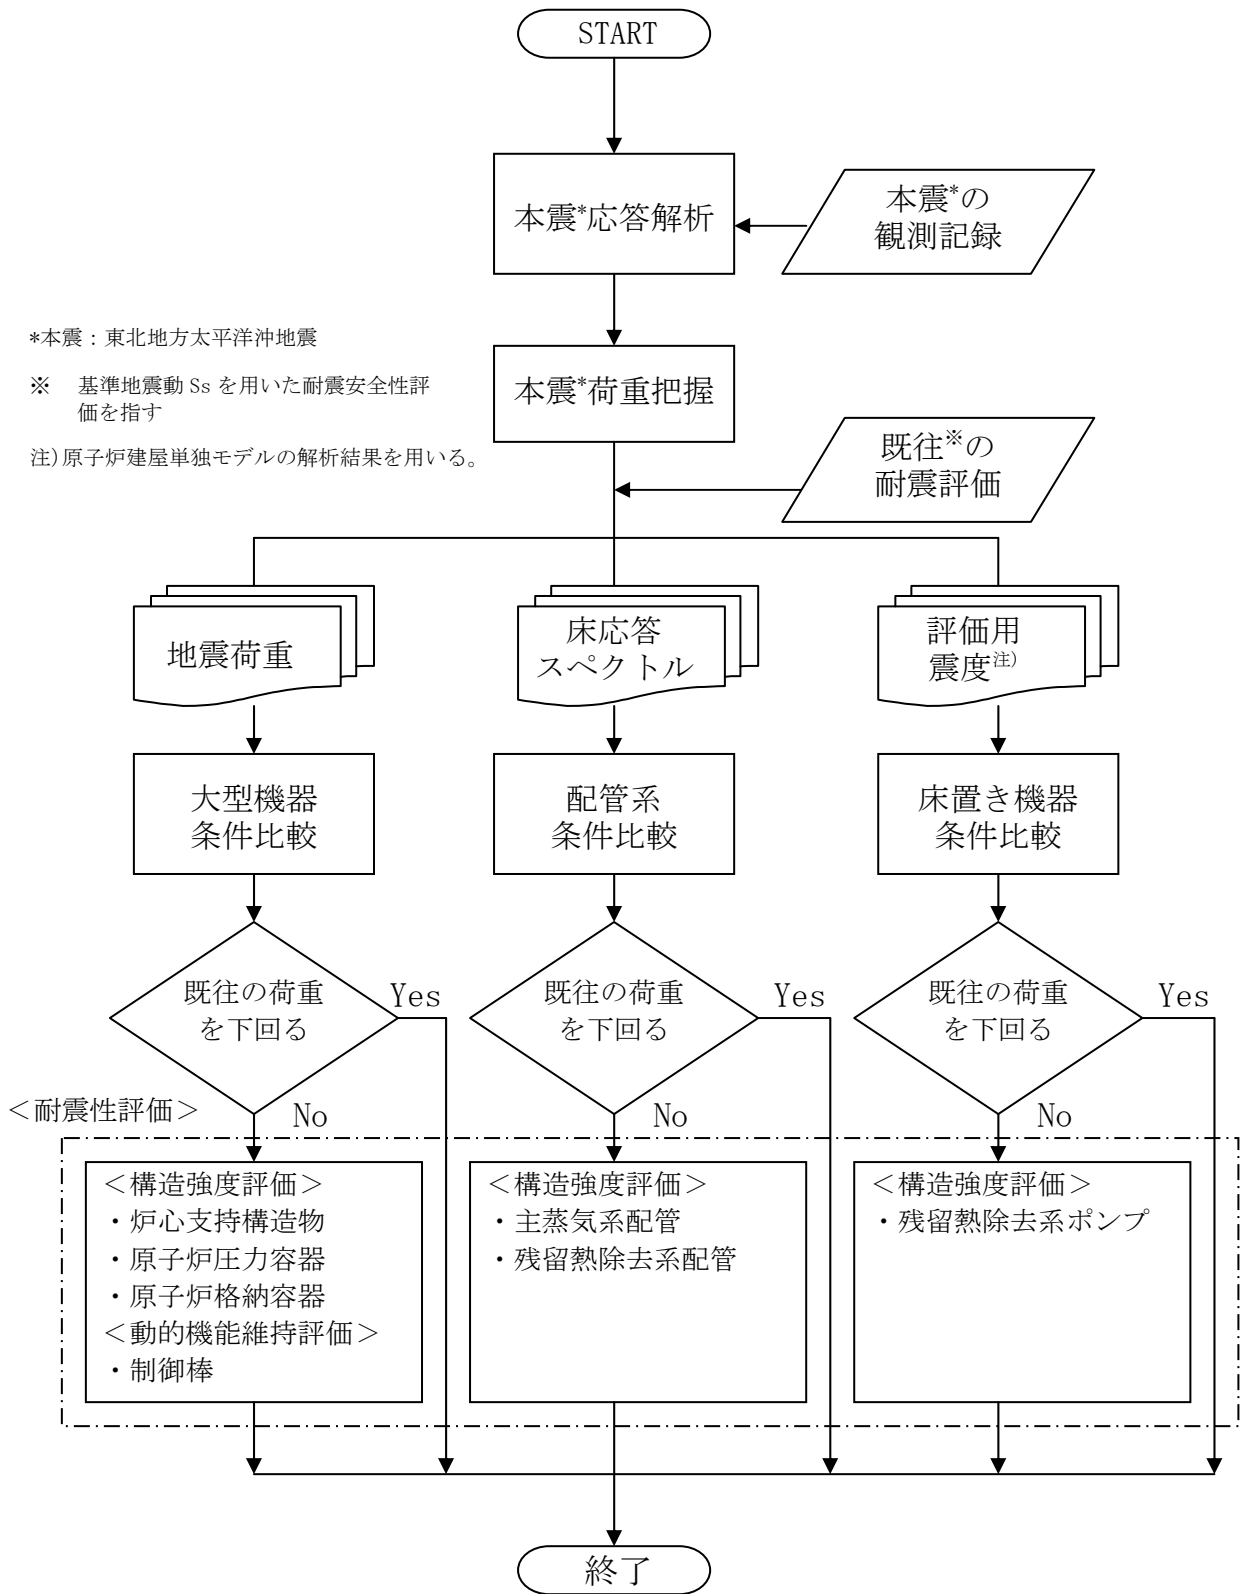 START
本震*応答解析
本震*の
観測記録
*本震：東北地方太平洋沖地震
※ 基準地震動 Ss を用いた耐震安全性評
価を指す
注)原子炉建屋単独モデルの解析結果を用いる。
本震*荷重把握
既往※の
耐震評価
地震荷重
床応答
スペクトル
評価用
震度注)
大型機器
条件比較
配管系
条件比較
床置き機器
条件比較
既往の荷重
を下回る
Yes
No
既往の荷重
を下回る
Yes
No
既往の荷重
を下回る
Yes
No
＜耐震性評価＞
＜構造強度評価＞
・炉心支持構造物
・原子炉圧力容器
・原子炉格納容器
＜動的機能維持評価＞
・制御棒
＜構造強度評価＞
・主蒸気系配管
・残留熱除去系配管
＜構造強度評価＞
・残留熱除去系ポンプ
終了